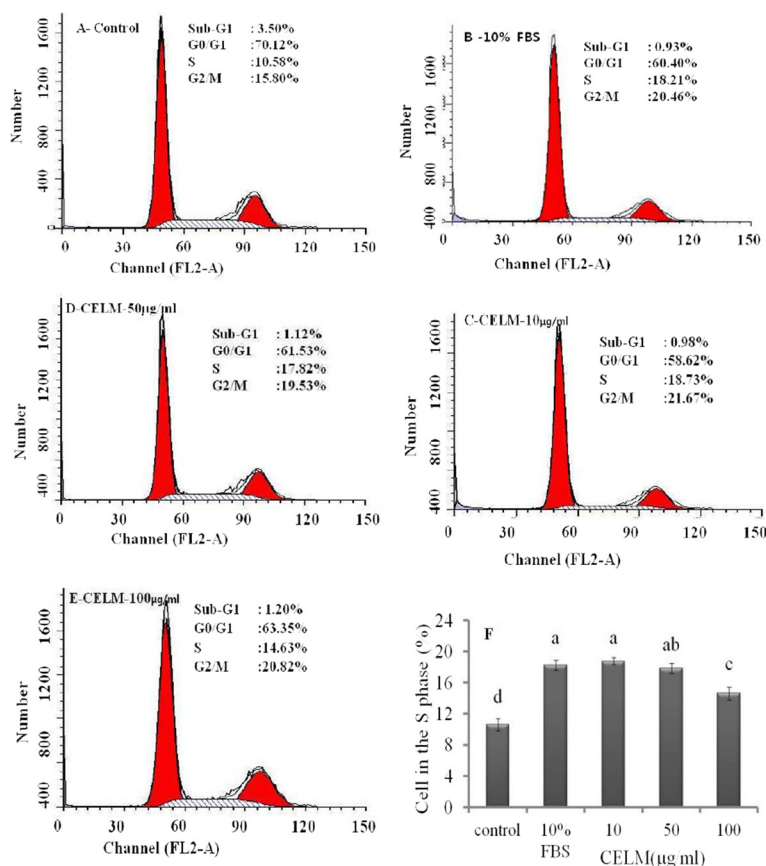 A- Control
Sub-G1 : 3.50%
G0/G1 :70.12%
S :10.58%
G2/M :15.80%
Number
1600
1200
800
400
0
0 30 60 90 120 150
Channel (FL2-A)
B -10% FBS
Sub-G1 : 0.93%
G0/G1 :60.40%
S :18.21%
G2/M :20.46%
Number
1600
1200
800
400
0 30 60 90 120 150
Channel (FL2-A)
D-CELM-50µg/ml
Sub-G1 : 1.12%
G0/G1 :61.53%
S :17.82%
G2/M :19.53%
Number
1600
1200
800
400
0 30 60 90 120 150
Channel (FL2-A)
C-CELM-10µg/ml
Sub-G1 : 0.98%
G0/G1 :58.62%
S :18.73%
G2/M :21.67%
Number
1600
1200
800
400
0 30 60 90 120 150
Channel (FL2-A)
E-CELM-100µg/ml
Sub-G1 : 1.20%
G0/G1 :63.35%
S :14.63%
G2/M :20.82%
Number
1600
1200
800
400
0 30 60 90 120 150
Channel (FL2-A)
F
Cell in the S phase (%)
24
20
16
12
8
4
0
d a a ab c
control 10% FBS 10 50 100
CELM(µg/ml)